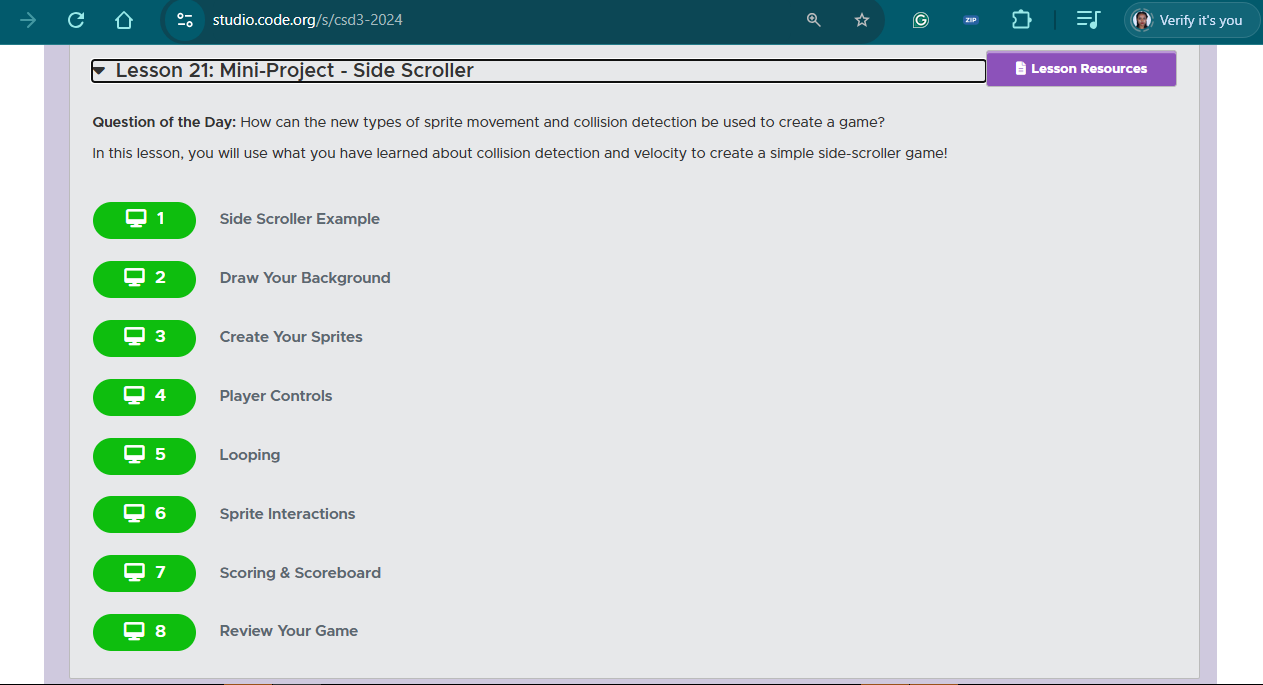 studio.code.org/s/csd3-2024
ZIP
Verify it's you
Lesson 21: Mini-Project - Side Scroller
Lesson Resources
Question of the Day: How can the new types of sprite movement and collision detection be used to create a game?
In this lesson, you will use what you have learned about collision detection and velocity to create a simple side-scroller game!
1 Side Scroller Example
2 Draw Your Background
3 Create Your Sprites
4 Player Controls
5 Looping
6 Sprite Interactions
7 Scoring & Scoreboard
8 Review Your Game